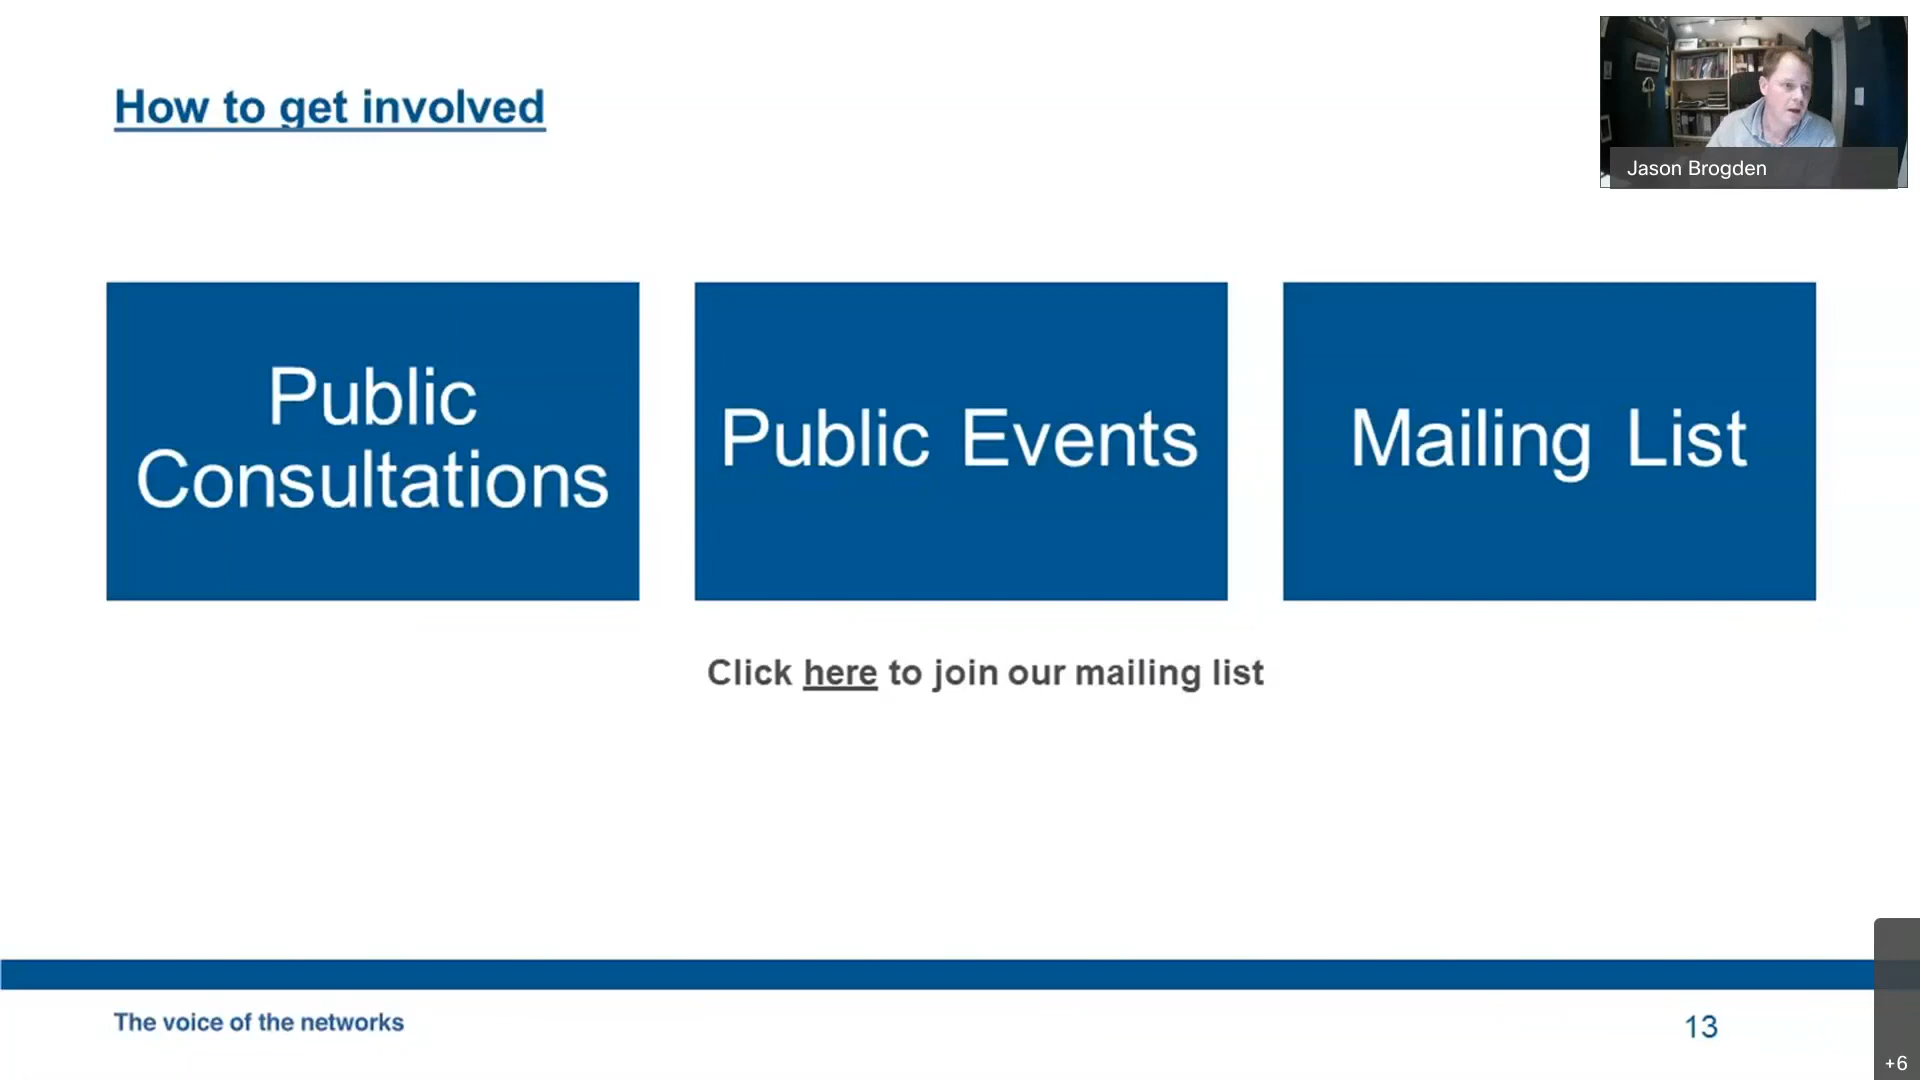 How to get involved
Jason Brogden
Public
Consultations
Public Events
Mailing List
Click here to join our mailing list
The voice of the networks
13
+6